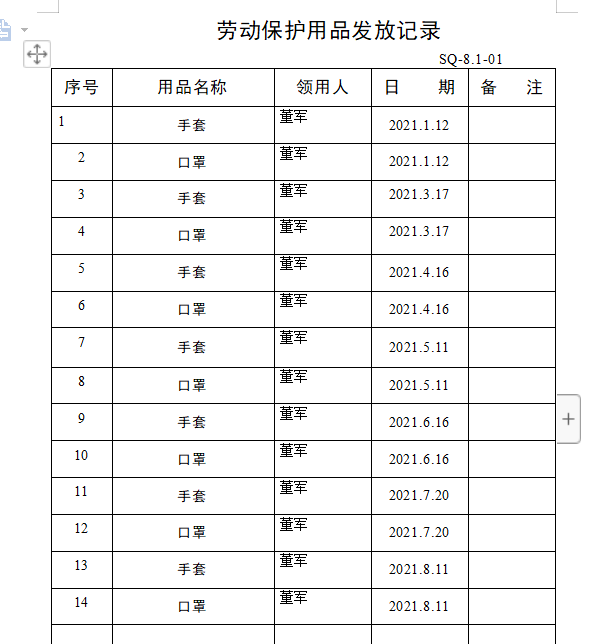 劳动保护用品发放记录
SQ-8.1-01
序号 用品名称 领用人 日 期 备 注
1 手套 董军 2021.1.12
2 口罩 董军 2021.1.12
3 手套 董军 2021.3.17
4 口罩 董军 2021.3.17
5 手套 董军 2021.4.16
6 口罩 董军 2021.4.16
7 手套 董军 2021.5.11
8 口罩 董军 2021.5.11
9 手套 董军 2021.6.16
10 口罩 董军 2021.6.16
11 手套 董军 2021.7.20
12 口罩 董军 2021.7.20
13 手套 董军 2021.8.11
14 口罩 董军 2021.8.11